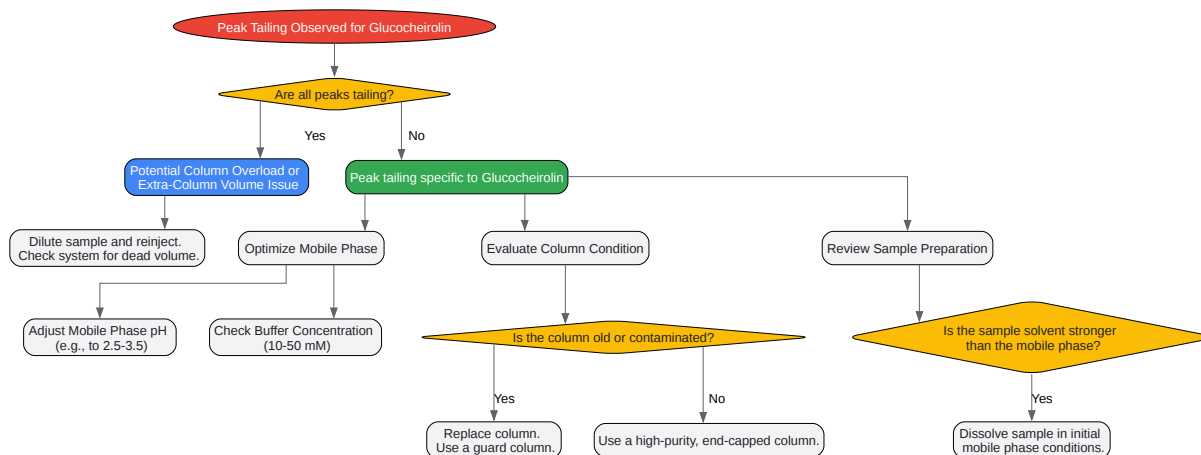 Peak Tailing Observed for Glucocheirolin
Are all peaks tailing?
Yes
No
Potential Column Overload or
Extra-Column Volume Issue
Peak tailing specific to Glucocheirolin
Dilute sample and reinject.
Check system for dead volume.
Optimize Mobile Phase
Evaluate Column Condition
Review Sample Preparation
Adjust Mobile Phase pH
(e.g., to 2.5-3.5)
Check Buffer Concentration
(10-50 mM)
Is the column old or contaminated?
Is the sample solvent stronger
than the mobile phase?
Yes
No
Yes
Replace column.
Use a guard column.
Use a high-purity, end-capped column.
Dissolve sample in initial
mobile phase conditions.